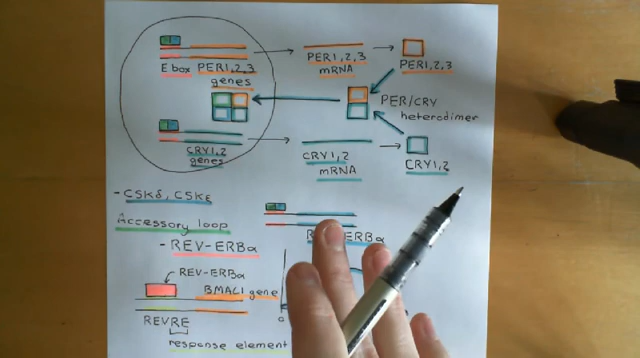 E box PER1,2,3 genes
PER1,2,3 mRNA
PER1,2,3
PER/CRY heterodimer
CRY1,2 genes
CRY1,2 mRNA
CRY1,2
- CSKδ, CSKε
Accessory loop
- REV-ERBα
REV-ERBα
BMAL1 gene
REVRE
response element
ERBα
0